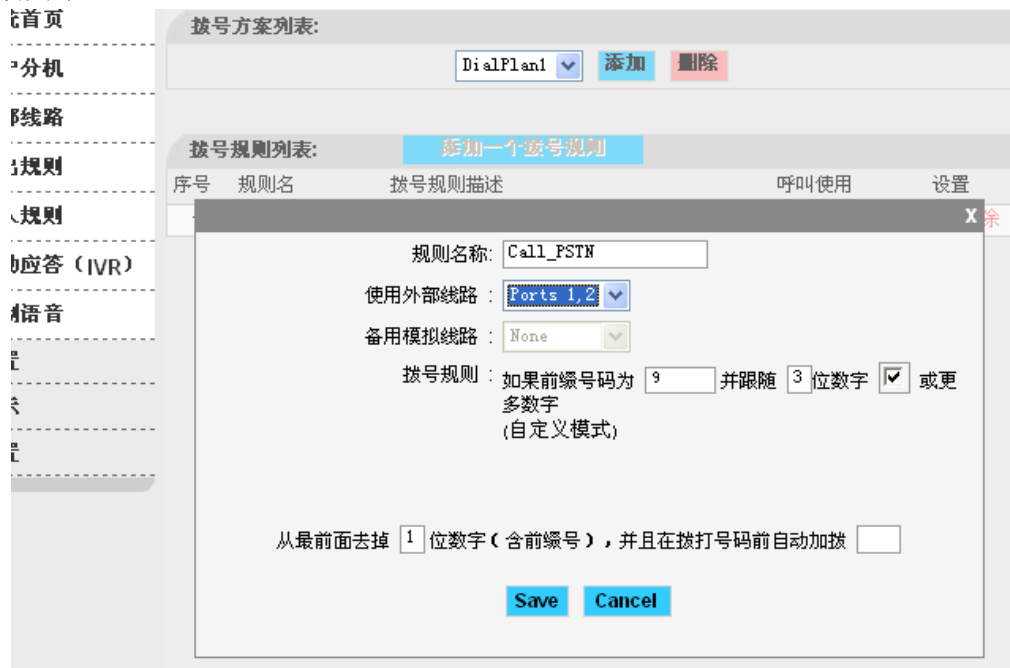 首页
拨号方案列表:
分机
DialPlan1 添加 删除
线路
规则
拨号规则列表: 添加一个拨号规则
序号 规则名 拨号规则描述 呼叫使用 设置
规则
X
除
应答（IVR）
语音
规则名称: Call_PSTN
使用外部线路 : Ports 1,2
备用模拟线路 : None
拨号规则 : 如果前缀号码为 9 并跟随 3 位数字 或更
多数字
(自定义模式)
从最前面去掉 1 位数字(含前缀号)，并且在拨打号码前自动加拨
Save Cancel